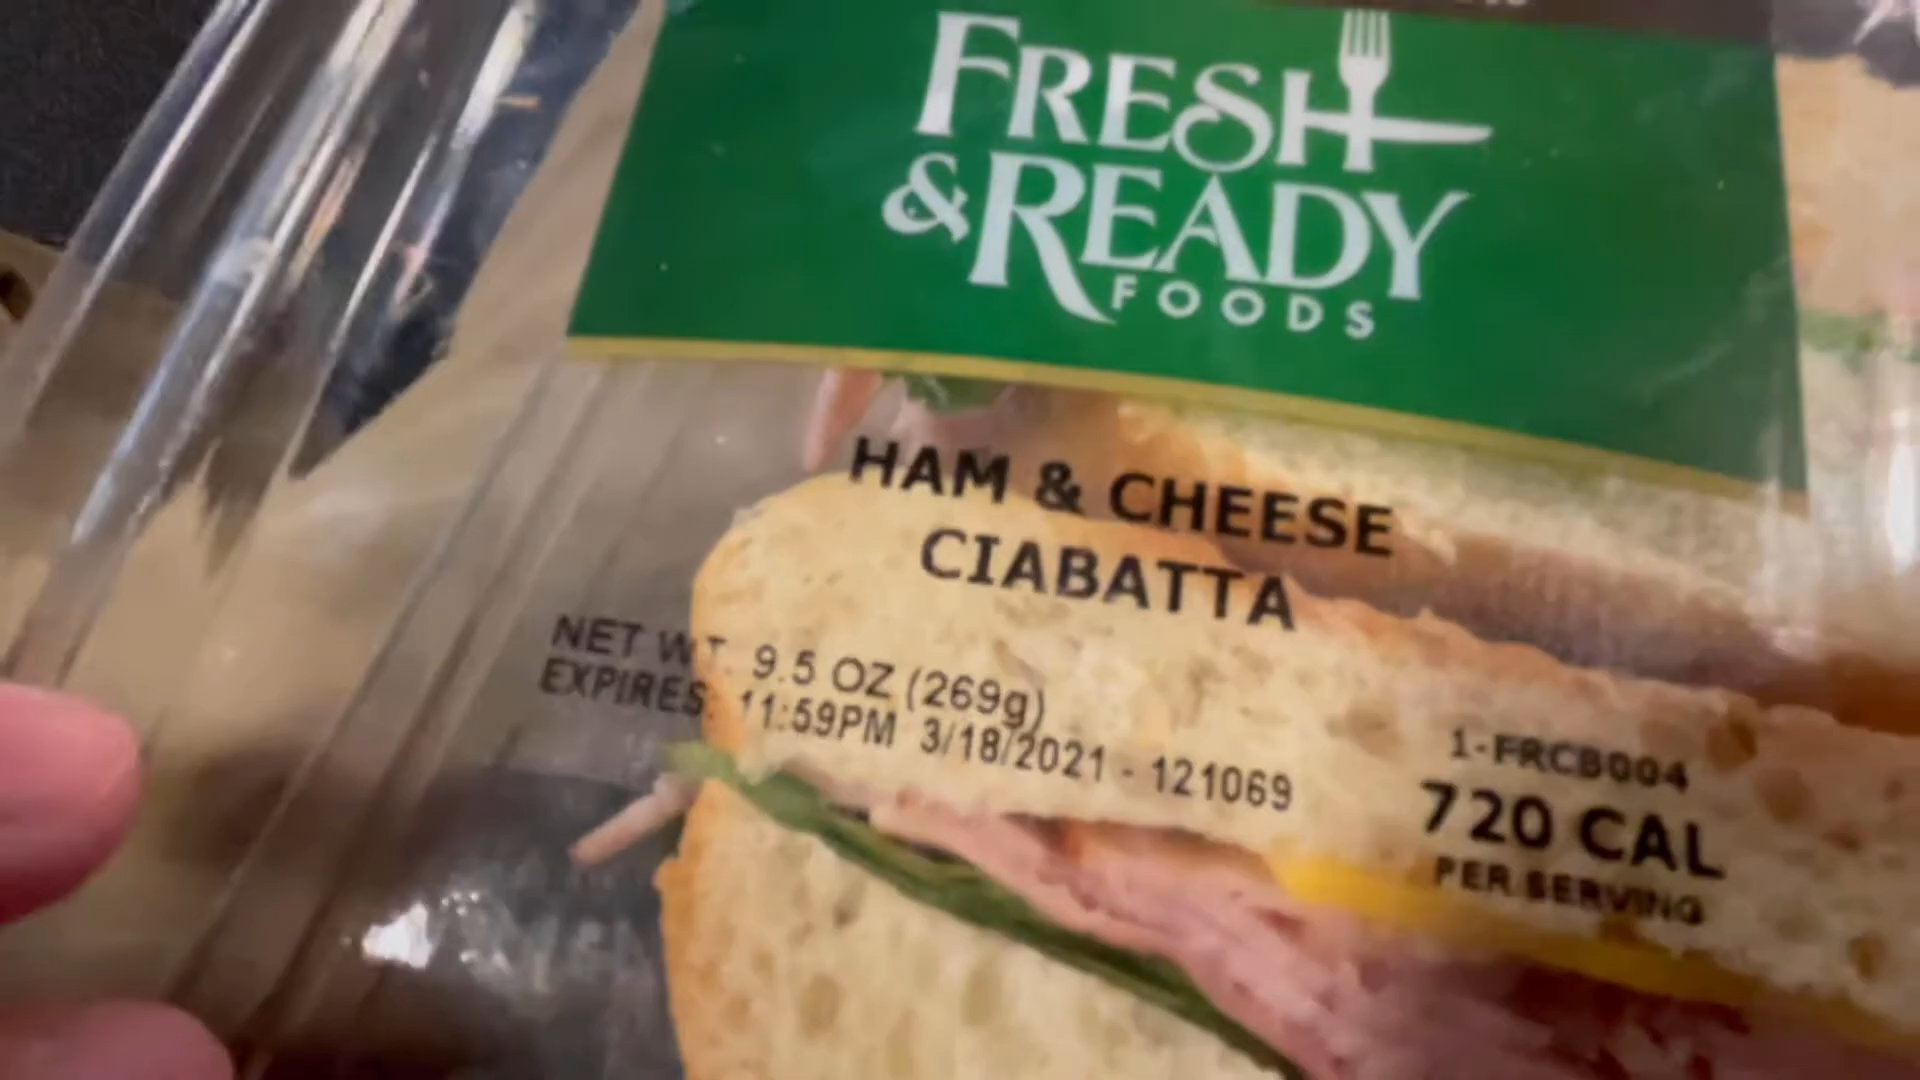 FRESH
& READY
FOODS
HAM & CHEESE
CIABATTA
NET WT. 9.5 OZ (269g)
EXPIRES: 11:59PM 3/18/2021 - 121069
1-FRCB004
720 CAL
PER SERVING